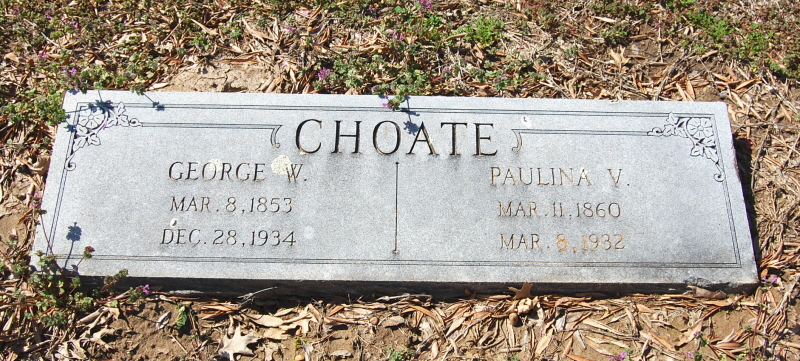 CHOATE
GEORGE W.
MAR. 8, 1853
DEC. 28, 1934
PAULINA V.
MAR. 11, 1860
MAR. 8, 1932